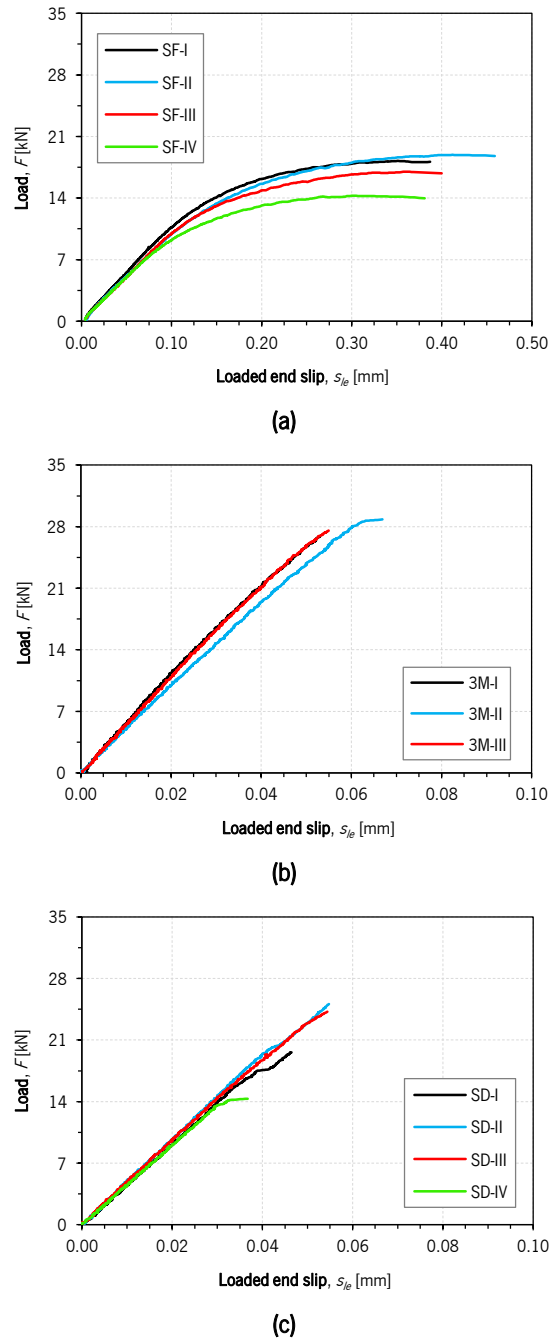 35
28
21
14
7
0
Load, F [kN]
SF-I
SF-II
SF-III
SF-IV
0.00 0.10 0.20 0.30 0.40 0.50
Loaded end slip, sle [mm]
(a)
35
28
21
14
7
0
Load, F [kN]
3M-I
3M-II
3M-III
0.00 0.02 0.04 0.06 0.08 0.10
Loaded end slip, sle [mm]
(b)
35
28
21
14
7
0
Load, F [kN]
SD-I
SD-II
SD-III
SD-IV
0.00 0.02 0.04 0.06 0.08 0.10
Loaded end slip, sle [mm]
(c)